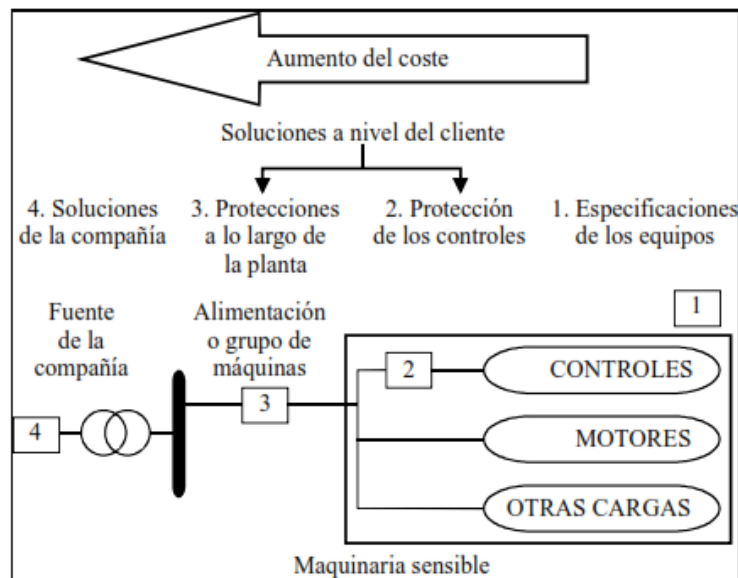 Aumento del coste
Soluciones a nivel del cliente
4. Soluciones
de la compañía
3. Protecciones
a lo largo de
la planta
2. Protección
de los controles
1. Especificaciones
de los equipos
Fuente
de la
compañía
Alimentación
o grupo de
máquinas
1
2
CONTROLES
3
4
MOTORES
OTRAS CARGAS
Maquinaria sensible